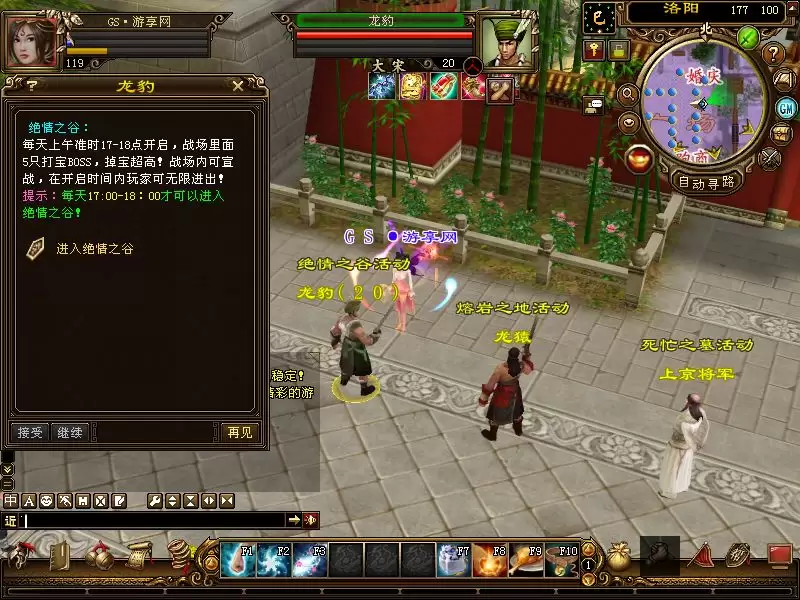 GS·游享网
119
龙豹
大宋
20
洛阳
177 100
北
婚庆
GM
自动寻路
? 龙豹
绝情之谷:
每天上午准时17-18点开启,战场里面
5只打宝BOSS,掉宝超高!战场内可宣
战,在开启时间内玩家可无限进出!
提示:每天17:00-18:00才可以进入
绝情之谷!
进入绝情之谷
接受
继续
再见
GS●游享网
绝情之谷活动
龙豹(20)
熔岩之地活动
龙猿
死忙之墓活动
上京将军
稳定!
精彩的游
中 A
近
F1 F2 F3 F7 F8 F9 F10
1